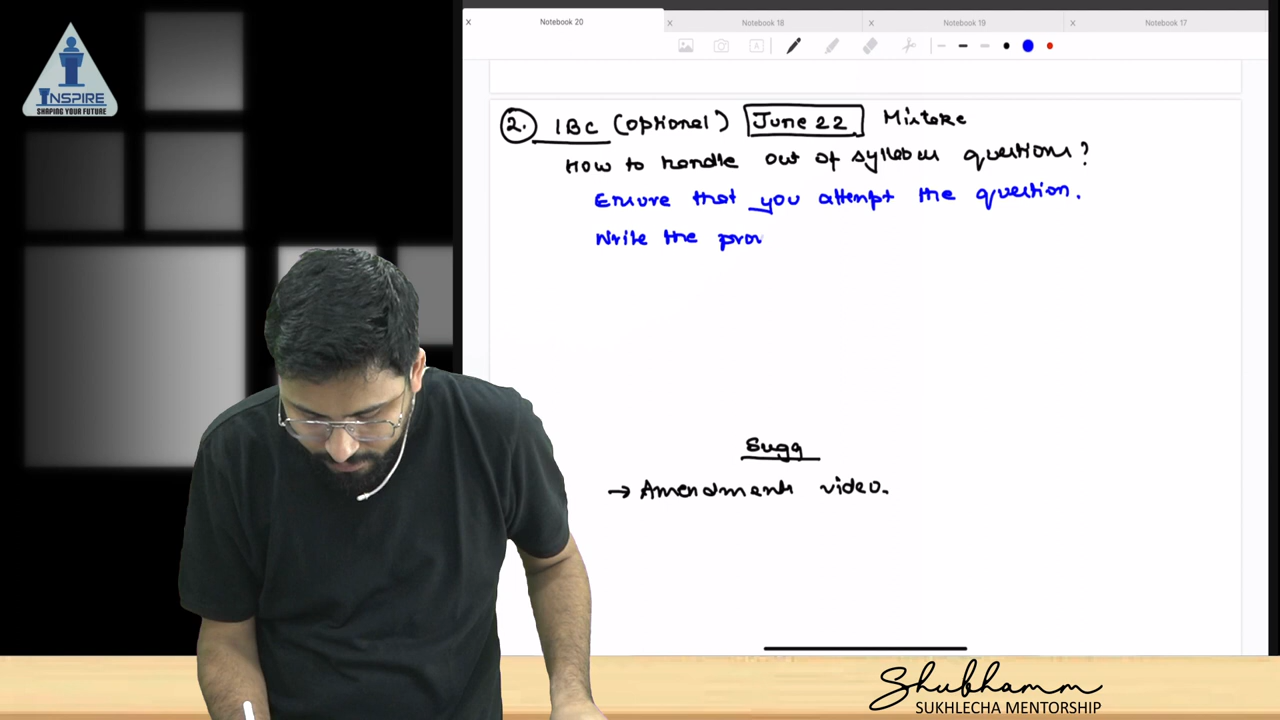 Notebook 20
Notebook 18
Notebook 19
Notebook 17
INSPIRE
SHAPING YOUR FUTURE
2. IBC (optional) June 22 Mistake
How to handle out of syllabus questions?
Ensure that you attempt the question.
Write the prov
Sugg
→ Amendments video.
Shubhamm
SUKHLECHA MENTORSHIP